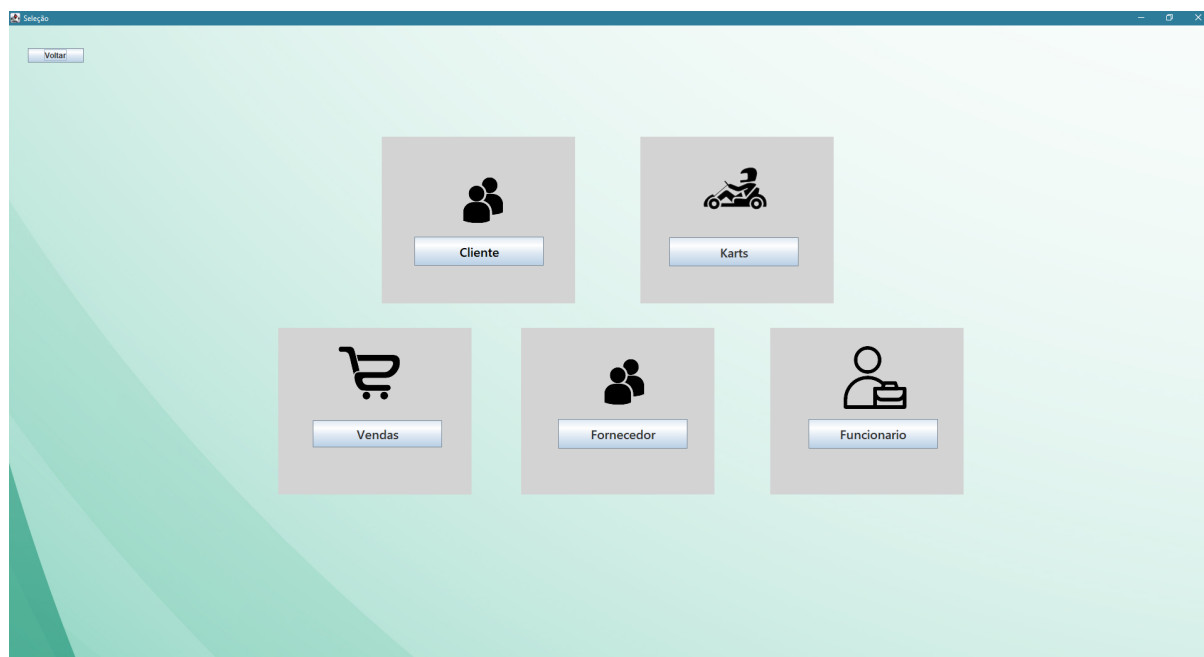 Seleção
Voltar
Cliente
Karts
Vendas
Fornecedor
Funcionario